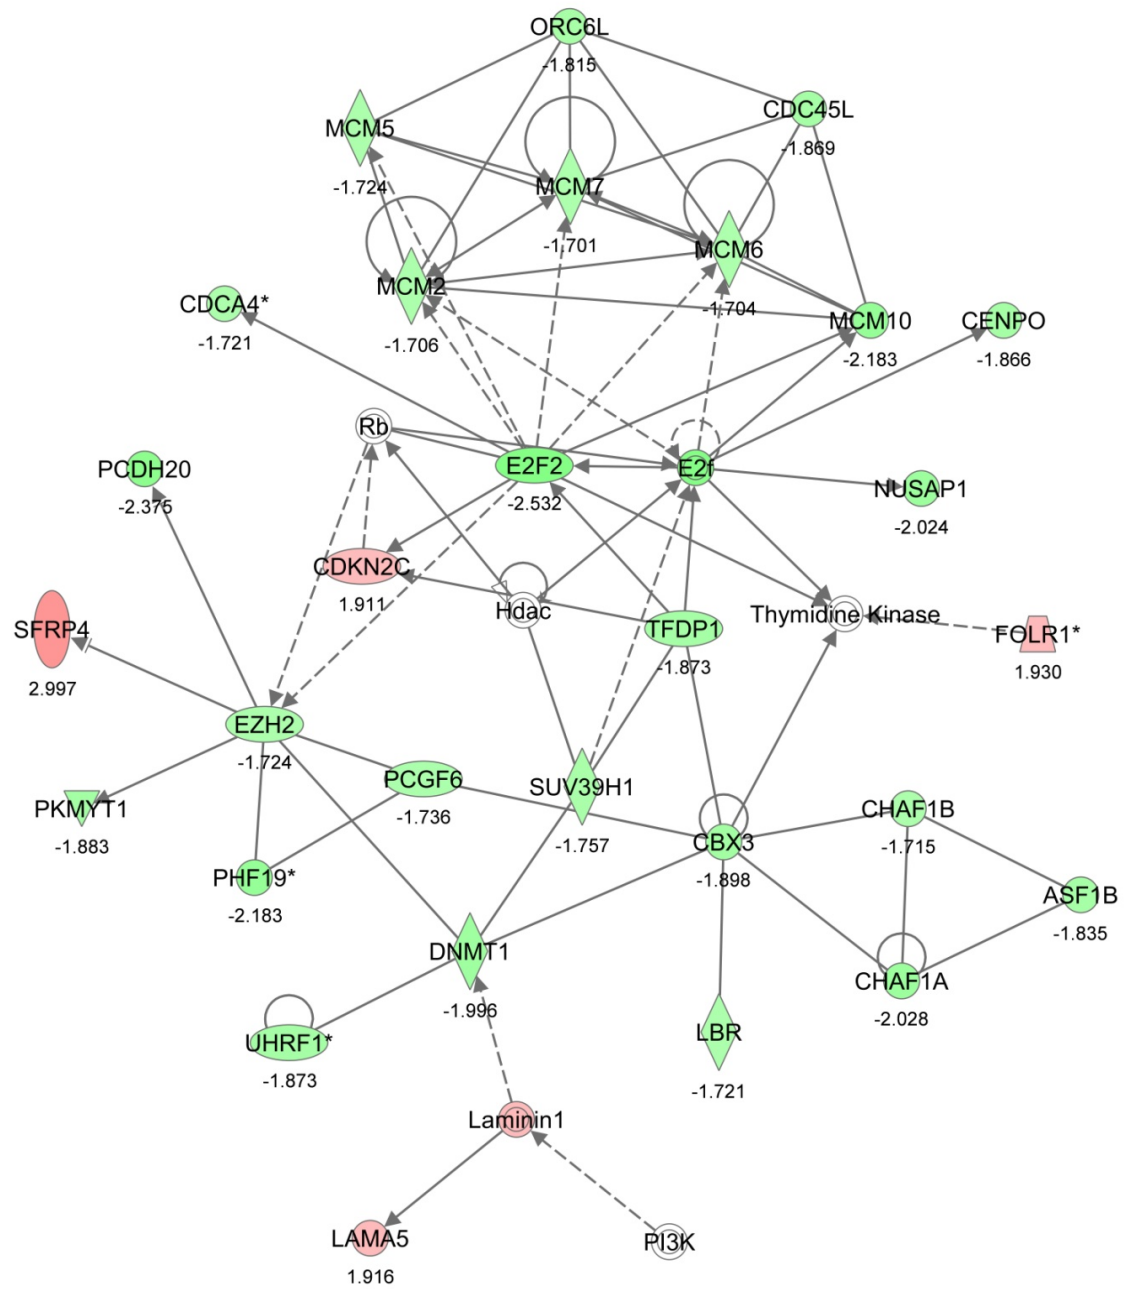 ORC6L
-1.815
CDC45L
-1.869
MCM5
-1.724
MCM7
-1.701
MCM6
-1.704
MCM2
-1.706
CDCA4*
-1.721
MCM10
-2.183
CENPO
-1.866
Rb
E2F2
-2.532
E2f
PCDH20
-2.375
NUSAP1
-2.024
CDKN2C
1.911
Hdac
Thymidine Kinase
TFDP1
-1.873
FOLR1*
1.930
SFRP4
2.997
EZH2
-1.724
PCGF6
-1.736
SUV39H1
-1.757
PKMYT1
-1.883
CHAF1B
-1.715
CBX3
-1.898
PHF19*
-2.183
ASF1B
-1.835
DNMT1
-1.996
CHAF1A
-2.028
UHRF1*
-1.873
LBR
-1.721
Laminin1
LAMA5
1.916
PI3K